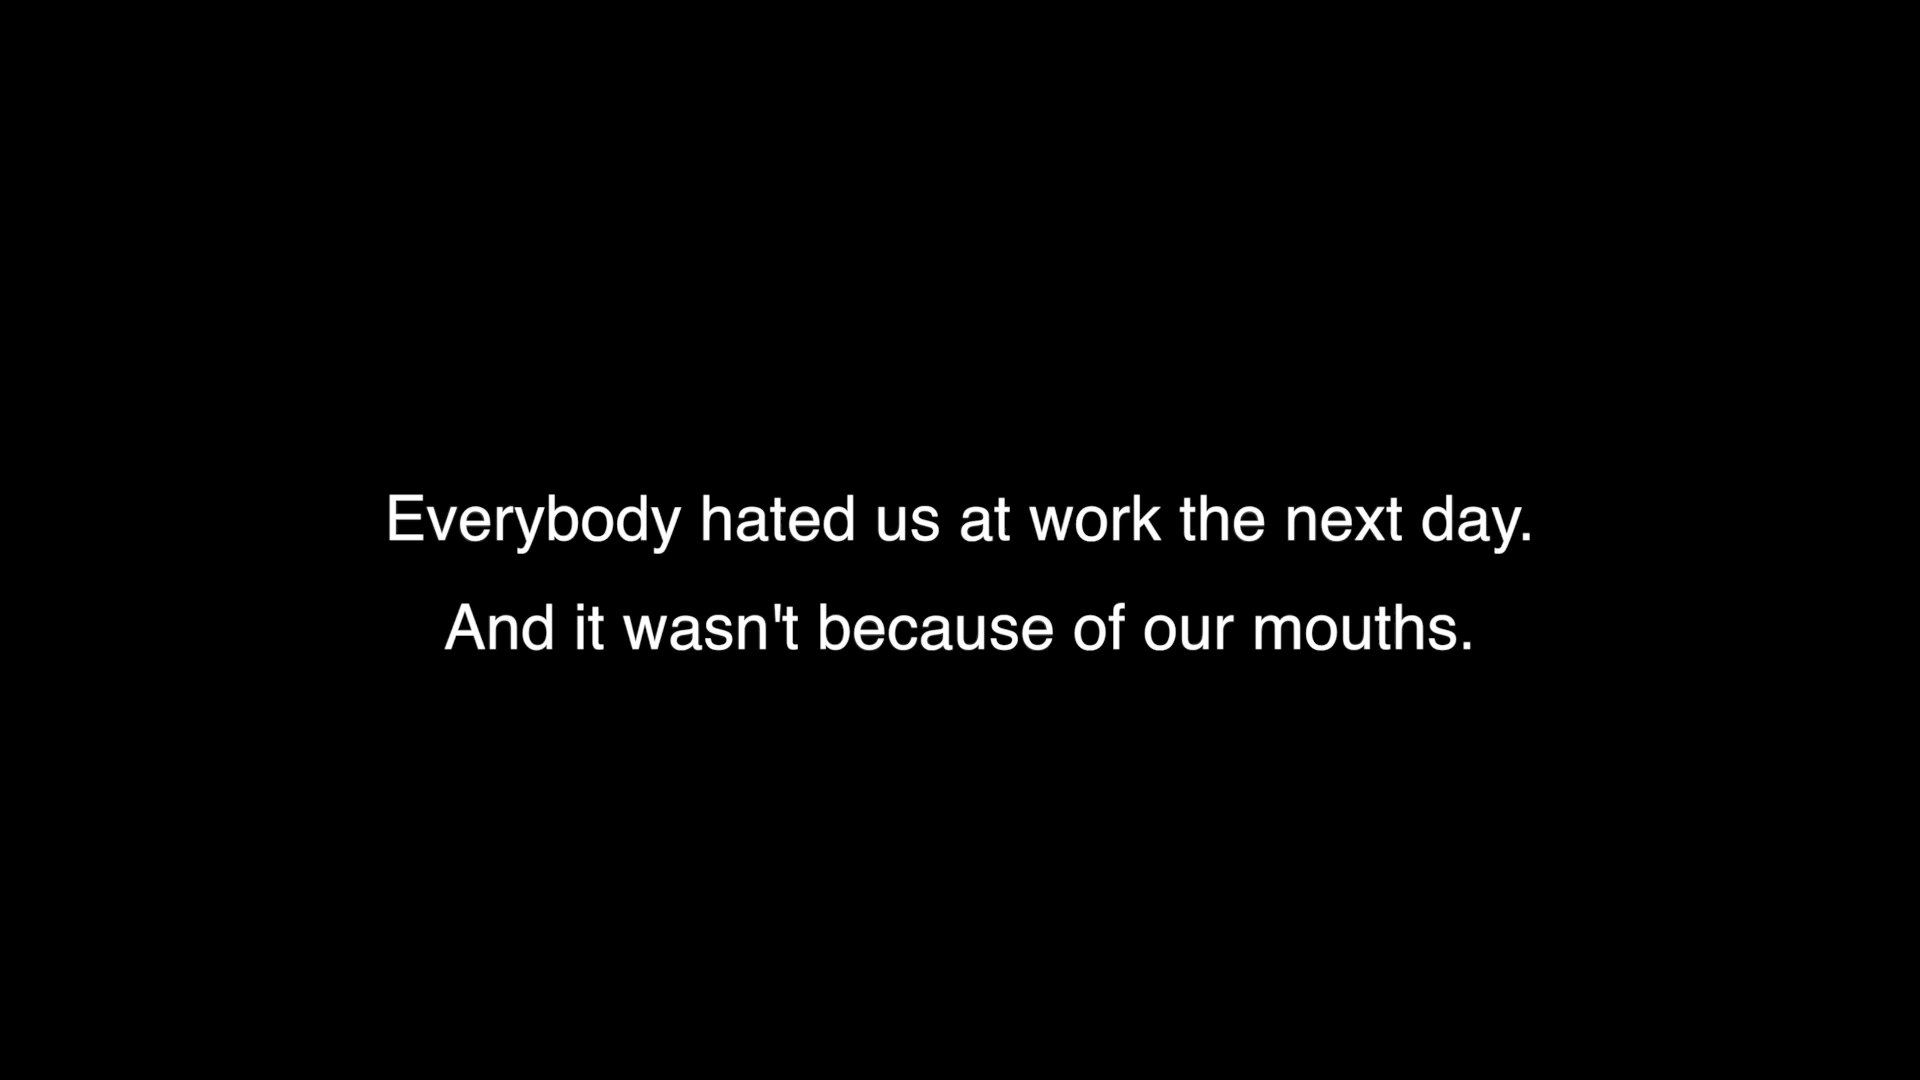 Everybody hated us at work the next day.
And it wasn't because of our mouths.